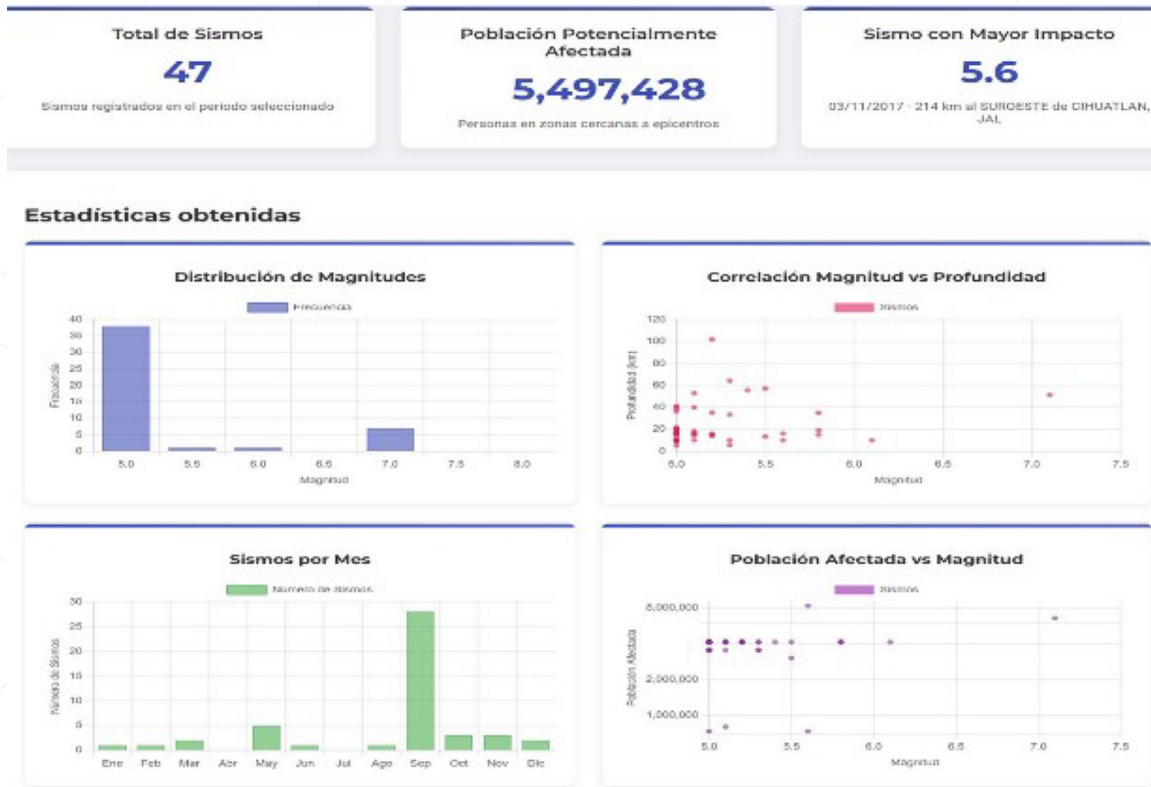 Total de Sismos
47
Sismos registrados en el período seleccionado
Población Potencialmente
Afectada
5,497,428
Personas en zonas cercanas a epicentros
Sismo con Mayor Impacto
5.6
03/11/2017 - 214 km al SUROESTE de CIHUATLAN,
JAL
Estadísticas obtenidas
Distribución de Magnitudes
Frecuencia
40
35
30
25
20
15
10
5
0
Frecuencia
5.0 5.5 6.0 6.5 7.0 7.5 8.0
Magnitud
Correlación Magnitud vs Profundidad
Sismos
120
100
80
60
40
20
0
Profundidad (km)
5.0 5.5 6.0 6.5 7.0 7.5
Magnitud
Sismos por Mes
Número de Sismos
30
25
20
15
10
5
0
Número de Sismos
Ene Feb Mar Abr May Jun Jul Ago Sep Oct Nov Dic
Población Afectada vs Magnitud
Sismos
2,000,000
1,000,000
Población Afectada
5.0 5.5 6.0 6.5 7.0 7.5
Magnitud